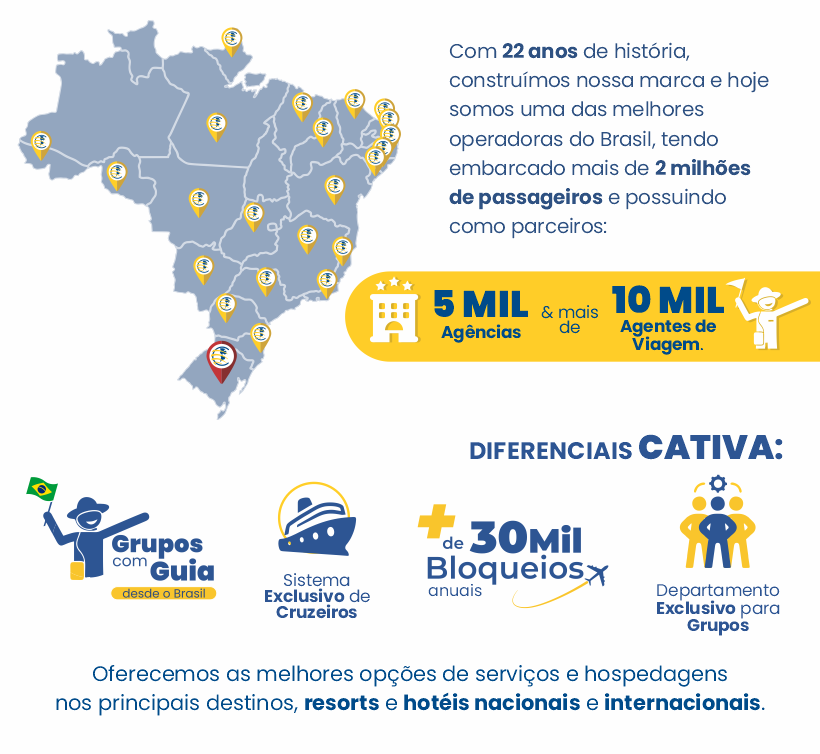 Com 22 anos de história,
construímos nossa marca e hoje
somos uma das melhores
operadoras do Brasil, tendo
embarcado mais de 2 milhões
de passageiros e possuindo
como parceiros:
5 MIL
Agências
& mais
de
10 MIL
Agentes de
Viagem.
DIFERENCIAIS CATIVA:
Grupos
com
Guia
desde o Brasil
Sistema
Exclusivo de
Cruzeiros
+ de 30Mil
Bloqueios
anuais
Departamento
Exclusivo para
Grupos
Oferecemos as melhores opções de serviços e hospedagens
nos principais destinos, resorts e hotéis nacionais e internacionais.